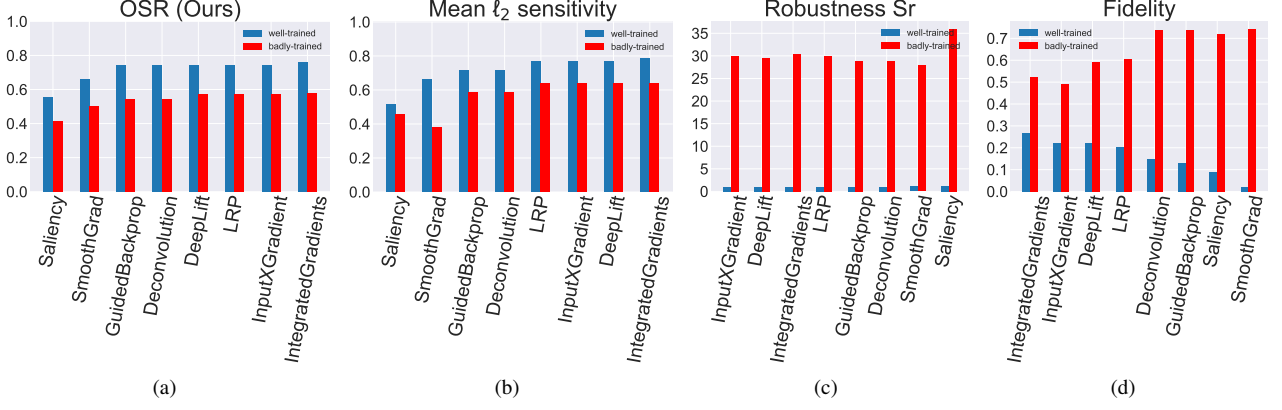 OSR (Ours)
well-trained
badly-trained
1.0
0.8
0.6
0.4
0.2
0.0
Saliency
SmoothGrad
GuidedBackprop
Deconvolution
DeepLift
LRP
InputXGradient
IntegratedGradients
(a)
Mean ℓ₂ sensitivity
well-trained
badly-trained
1.0
0.8
0.6
0.4
0.2
0.0
Saliency
SmoothGrad
GuidedBackprop
Deconvolution
LRP
InputXGradient
DeepLift
IntegratedGradients
(b)
Robustness Sr
well-trained
badly-trained
35
30
25
20
15
10
5
0
InputXGradient
DeepLift
IntegratedGradients
LRP
GuidedBackprop
Deconvolution
SmoothGrad
Saliency
(c)
Fidelity
well-trained
badly-trained
0.7
0.6
0.5
0.4
0.3
0.2
0.1
0.0
IntegratedGradients
InputXGradient
DeepLift
LRP
Deconvolution
GuidedBackprop
Saliency
SmoothGrad
(d)